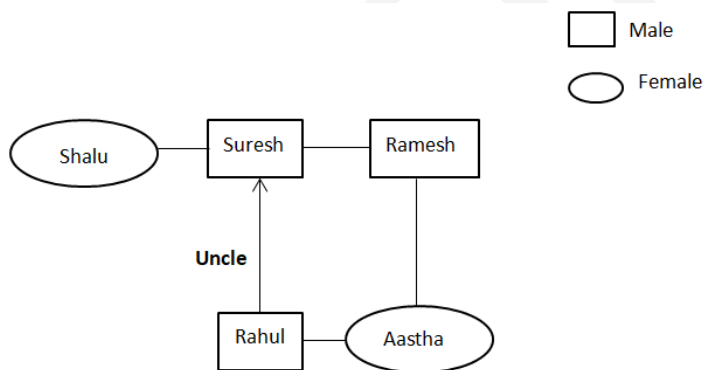 Male
Female
Shalu
Suresh
Ramesh
Uncle
Rahul
Aastha